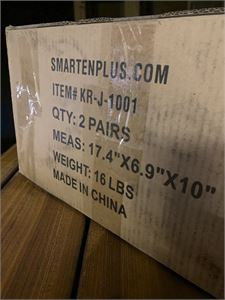 SMARTENPLUS.COM
ITEM# KR-J-1001
QTY: 2 PAIRS
MEAS: 17.4"X6.9"X10"
WEIGHT: 16 LBS
MADE IN CHINA